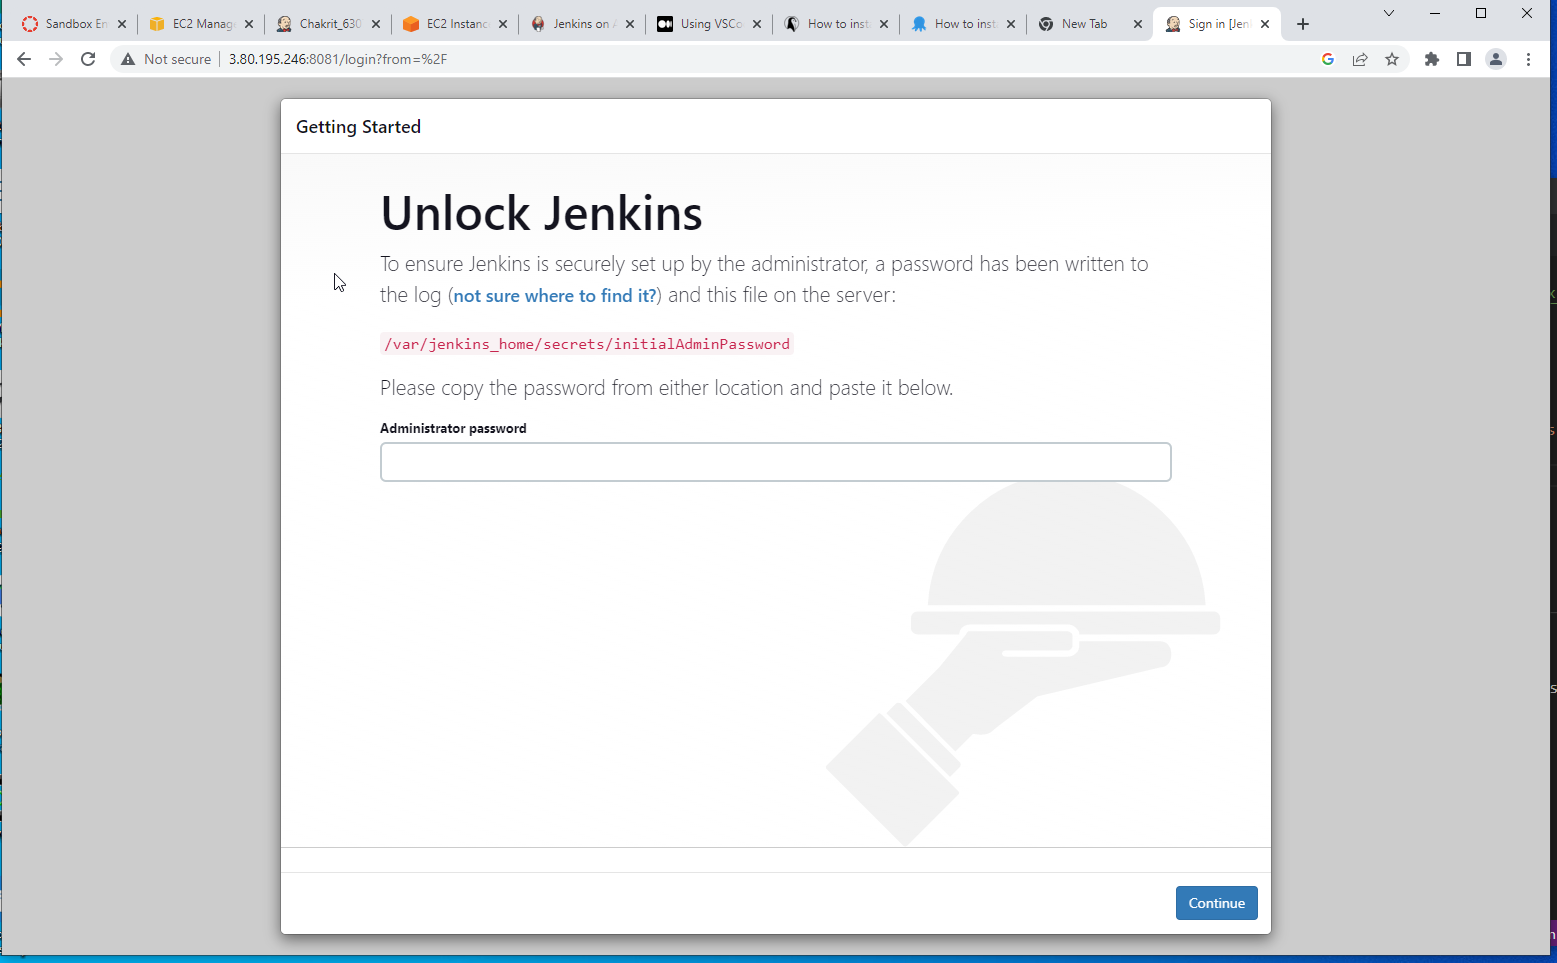 Sandbox En
EC2 Manag
Chakrit_630
EC2 Instanc
Jenkins on A
Using VSCo
How to inst
How to inst
New Tab
Sign in [Jen
Not secure
3.80.195.246:8081/login?from=%2F
Getting Started
Unlock Jenkins
To ensure Jenkins is securely set up by the administrator, a password has been written to
the log (not sure where to find it?) and this file on the server:
/var/jenkins_home/secrets/initialAdminPassword
Please copy the password from either location and paste it below.
Administrator password
Continue